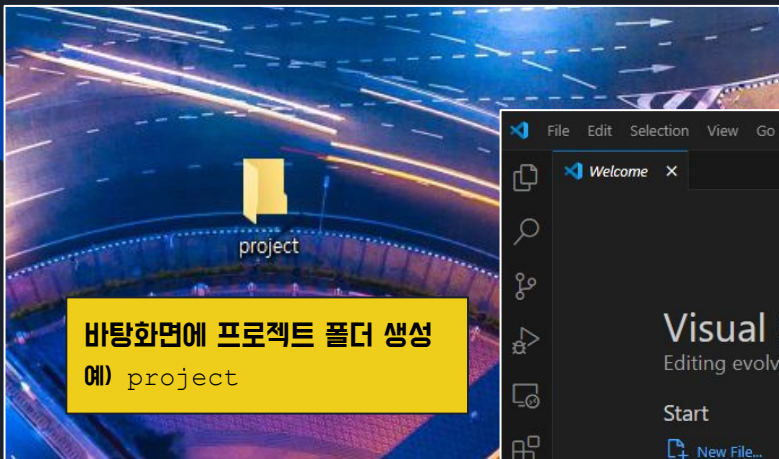 project
바탕화면에 프로젝트 폴더 생성
예) project
File Edit Selection View Go
Welcome
Visual
Editing evolv
Start
New File...